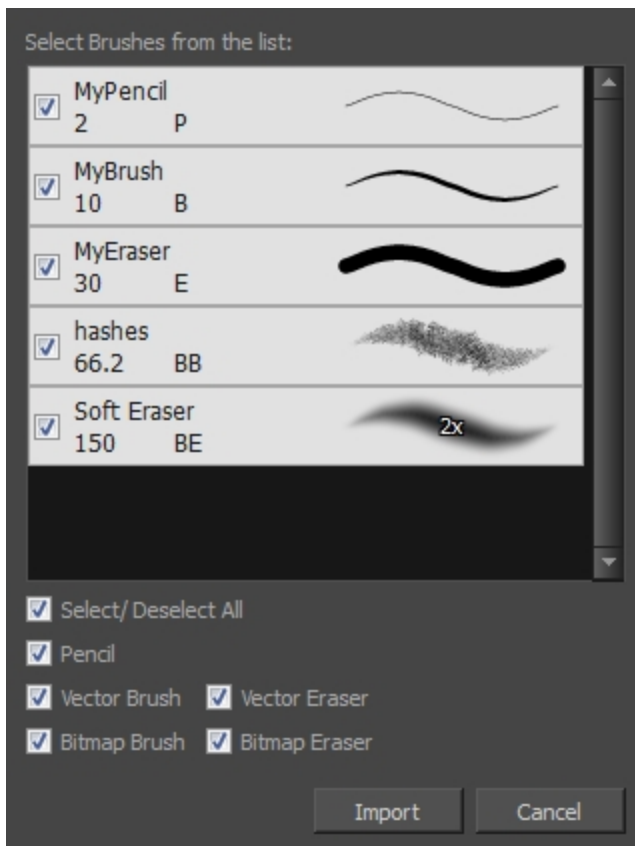 Select Brushes from the list:
MyPencil
2 P
MyBrush
10 B
MyEraser
30 E
hashes
66.2 BB
Soft Eraser
150 BE
2x
Select/ Deselect All
Pencil
Vector Brush Vector Eraser
Bitmap Brush Bitmap Eraser
Import Cancel